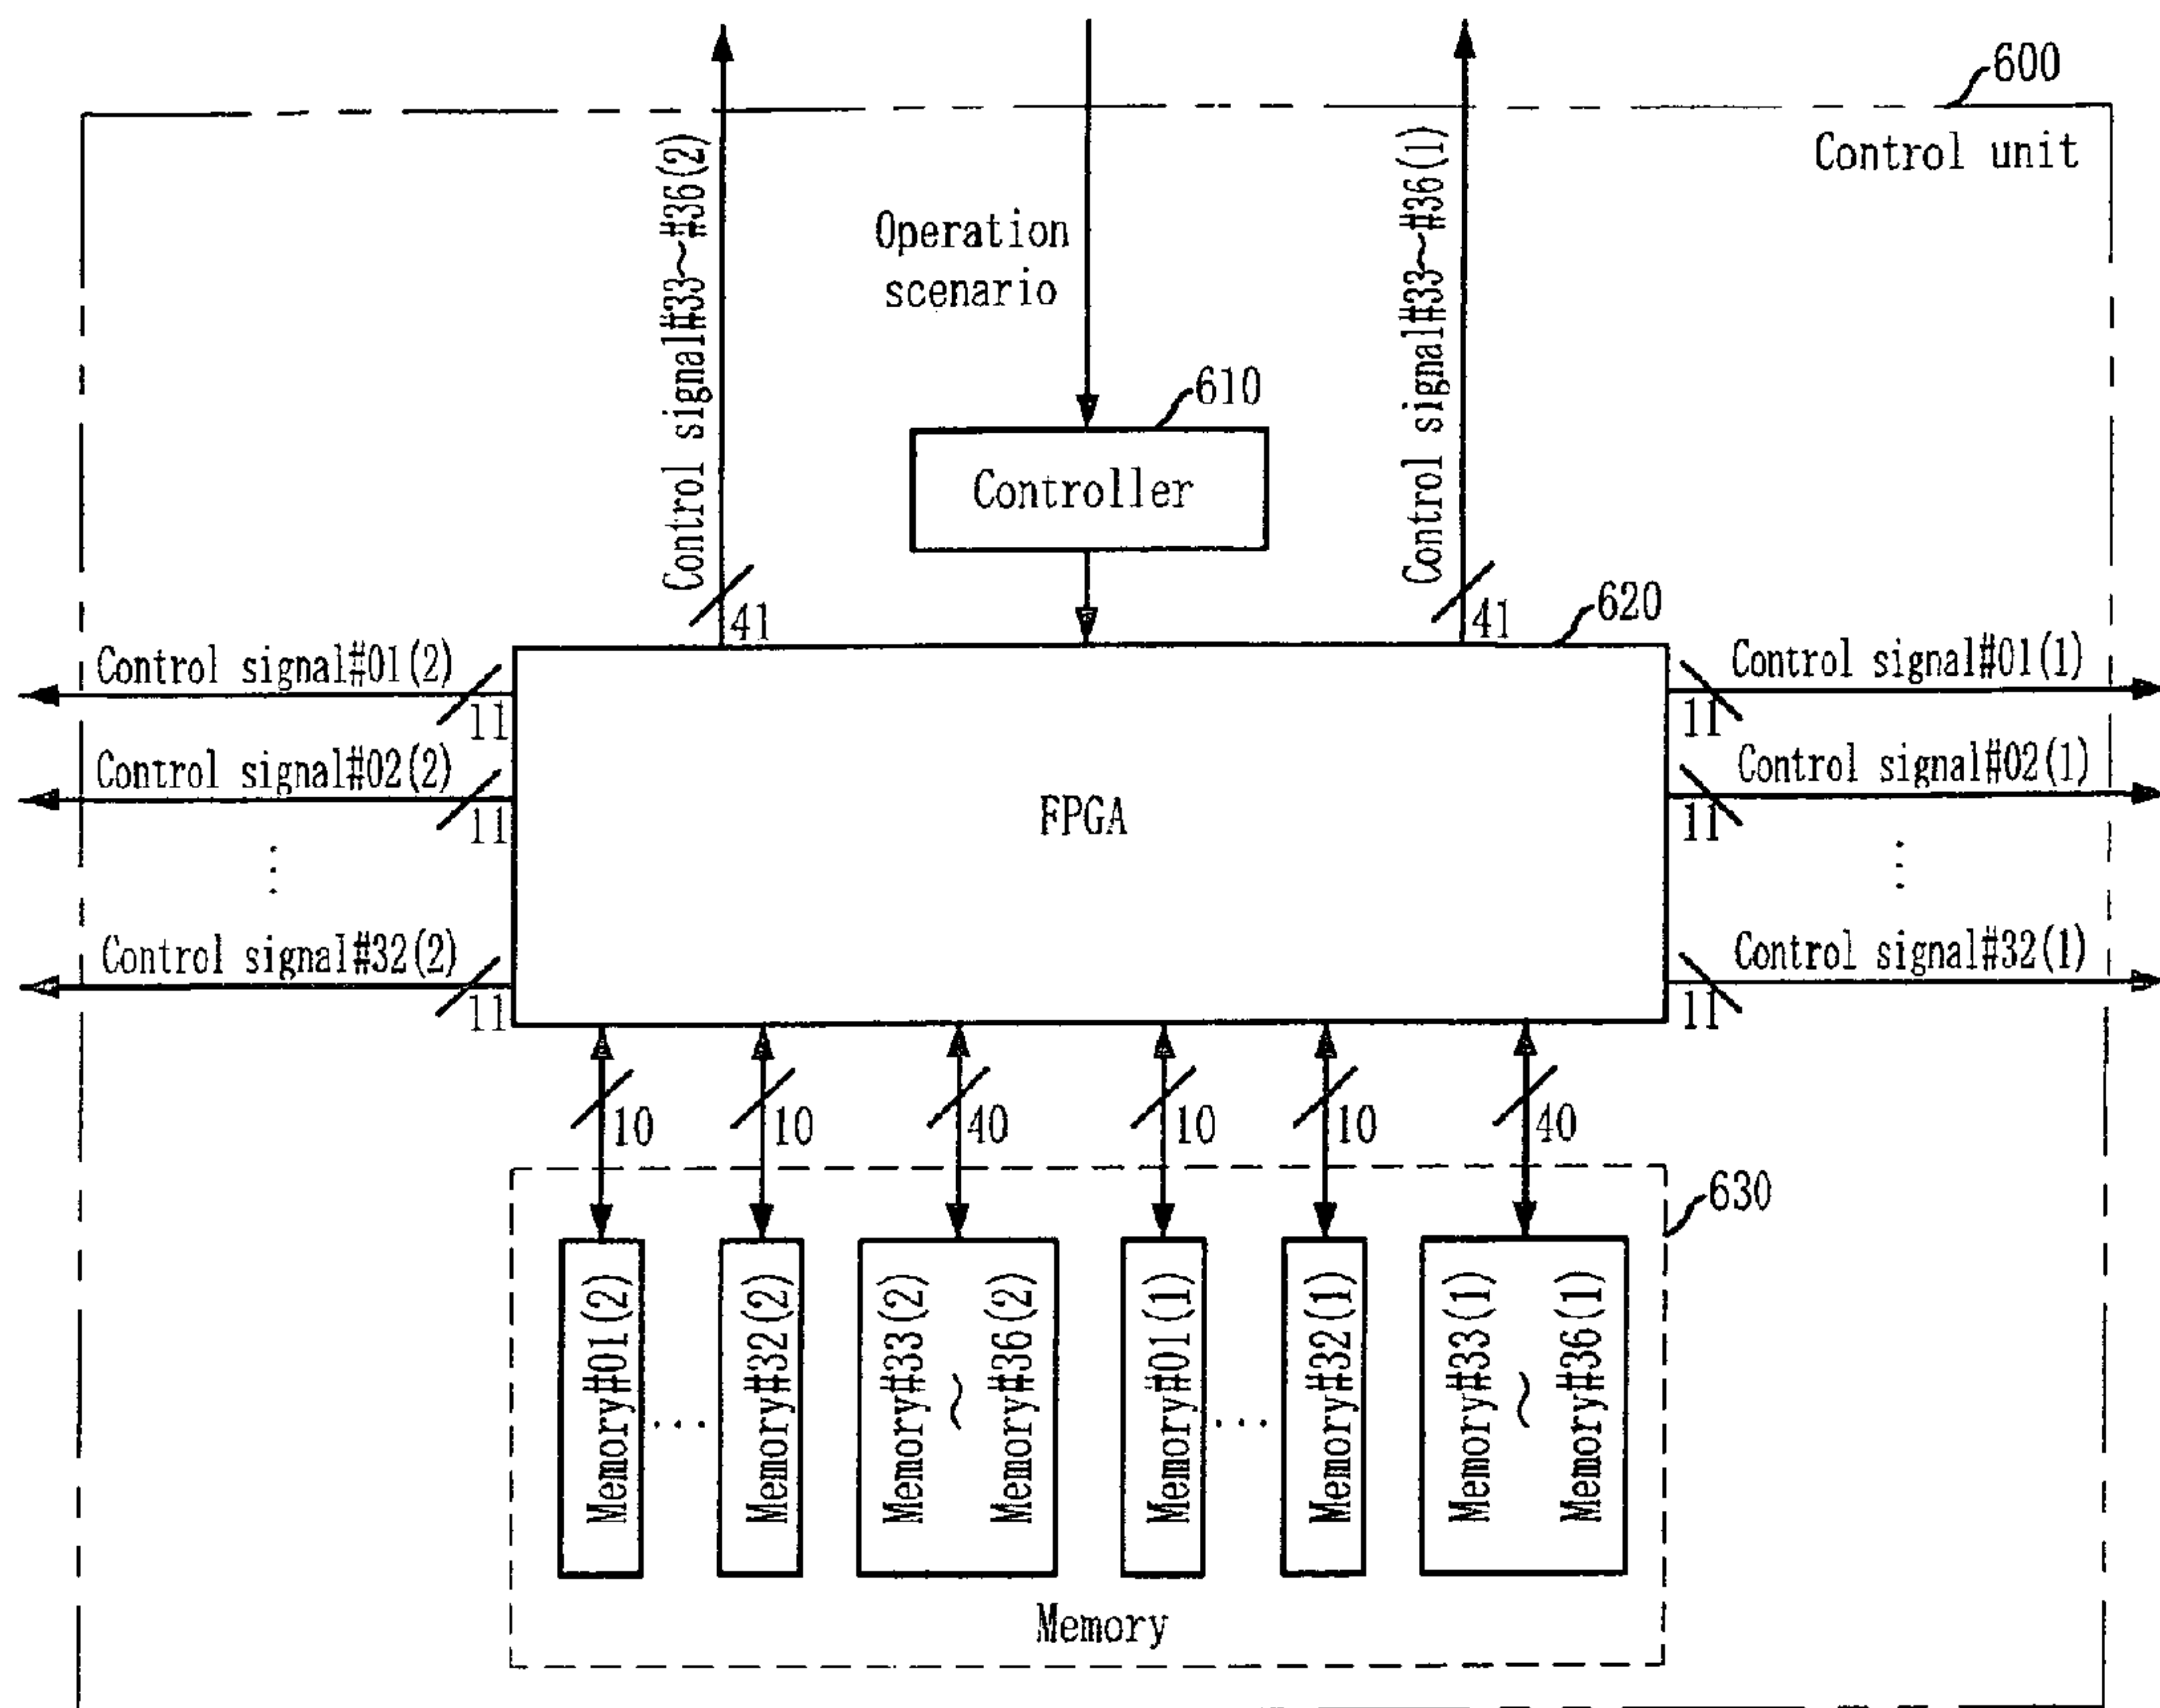 600
Control unit
Control signal#33~#36(2)
Operation
scenario
Control signal#33~#36(1)
610
Controller
41
41
620
Control signal#01(2)
11
Control signal#01(1)
11
Control signal#02(2)
11
Control signal#02(1)
11
FPGA
⋮
⋮
Control signal#32(2)
11
Control signal#32(1)
11
10
10
40
10
10
40
630
Memory#01(2)
...
Memory#32(2)
Memory#33(2)
~
Memory#36(2)
Memory#01(1)
...
Memory#32(1)
Memory#33(1)
~
Memory#36(1)
Memory